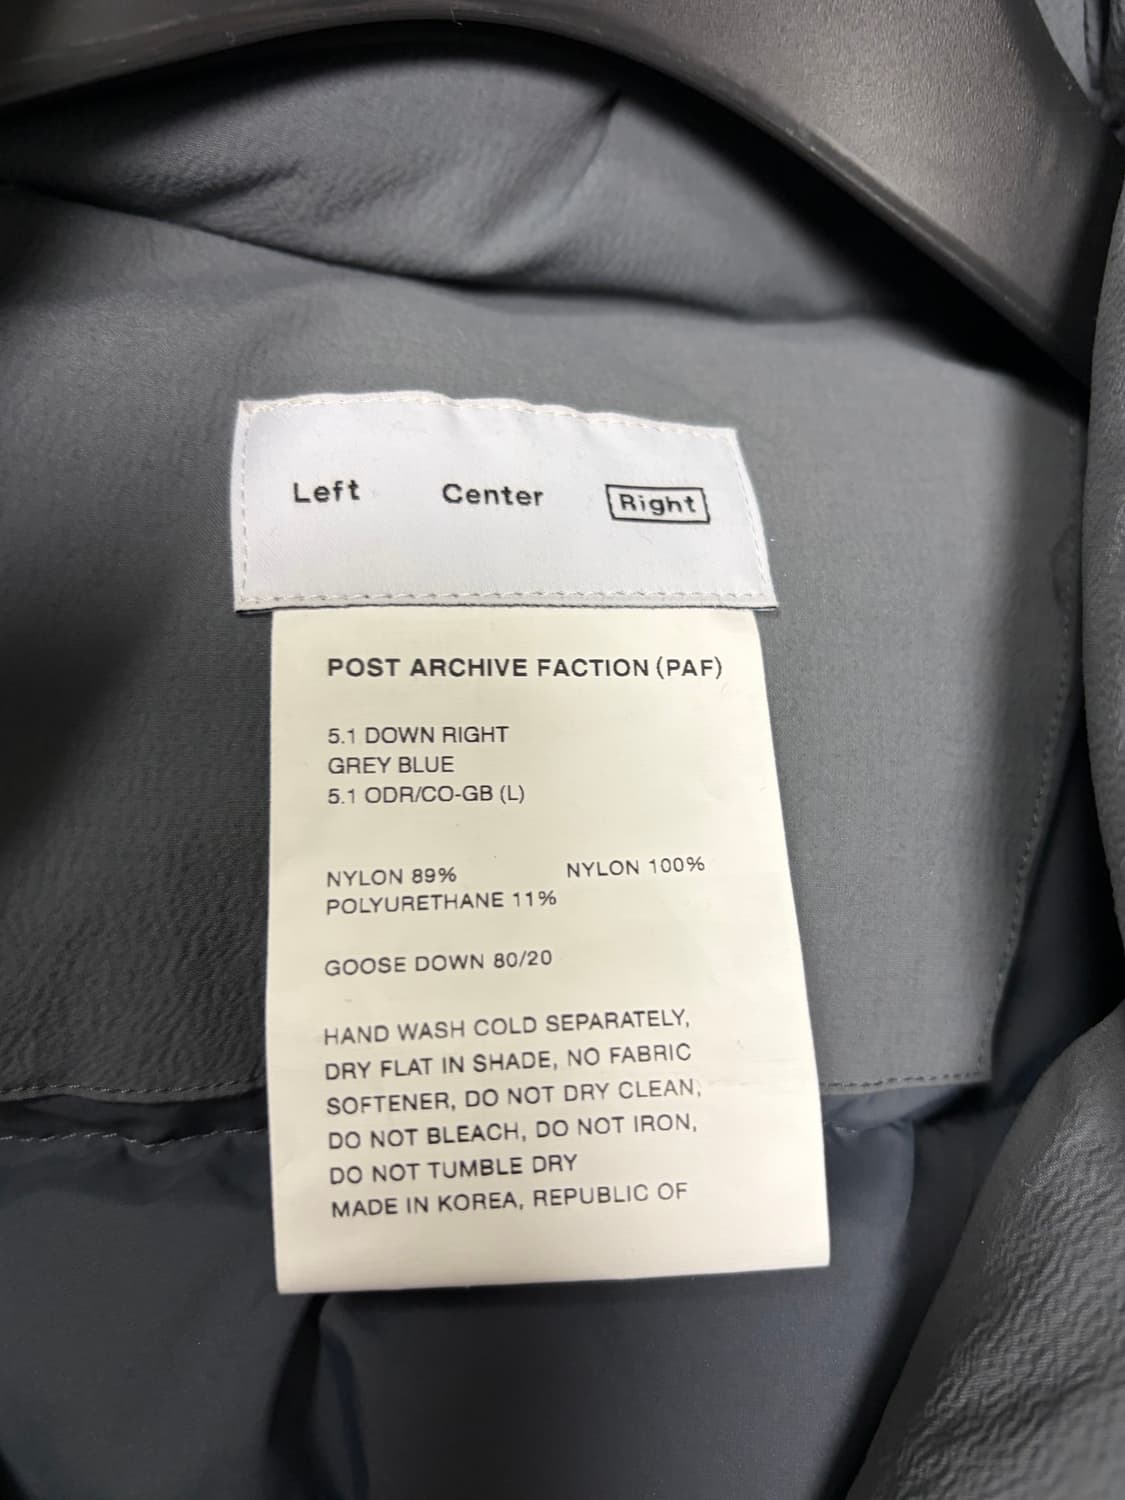 Left Center Right
POST ARCHIVE FACTION (PAF)
5.1 DOWN RIGHT
GREY BLUE
5.1 ODR/CO-GB (L)
NYLON 89% NYLON 100%
POLYURETHANE 11%
GOOSE DOWN 80/20
HAND WASH COLD SEPARATELY,
DRY FLAT IN SHADE, NO FABRIC
SOFTENER, DO NOT DRY CLEAN,
DO NOT BLEACH, DO NOT IRON,
DO NOT TUMBLE DRY
MADE IN KOREA, REPUBLIC OF